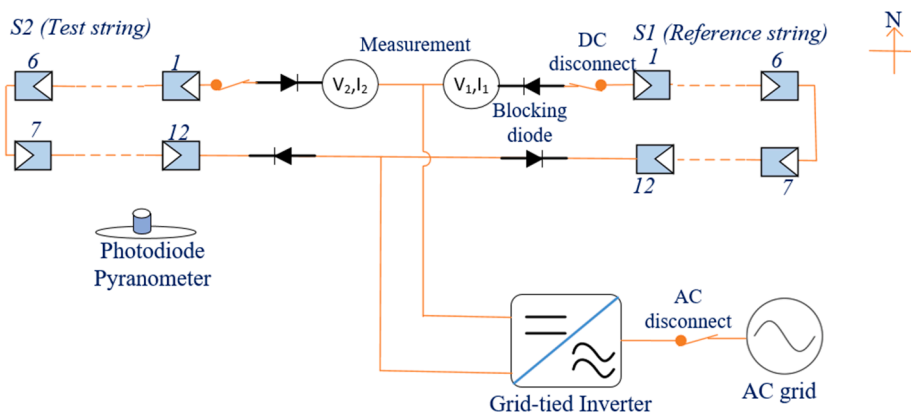 S2 (Test string)
S1 (Reference string)
N
Measurement
DC
disconnect
6
1
1
6
V₂,I₂
V₁,I₁
Blocking
diode
7
12
12
7
Photodiode
Pyranometer
AC
disconnect
Grid-tied Inverter
AC grid